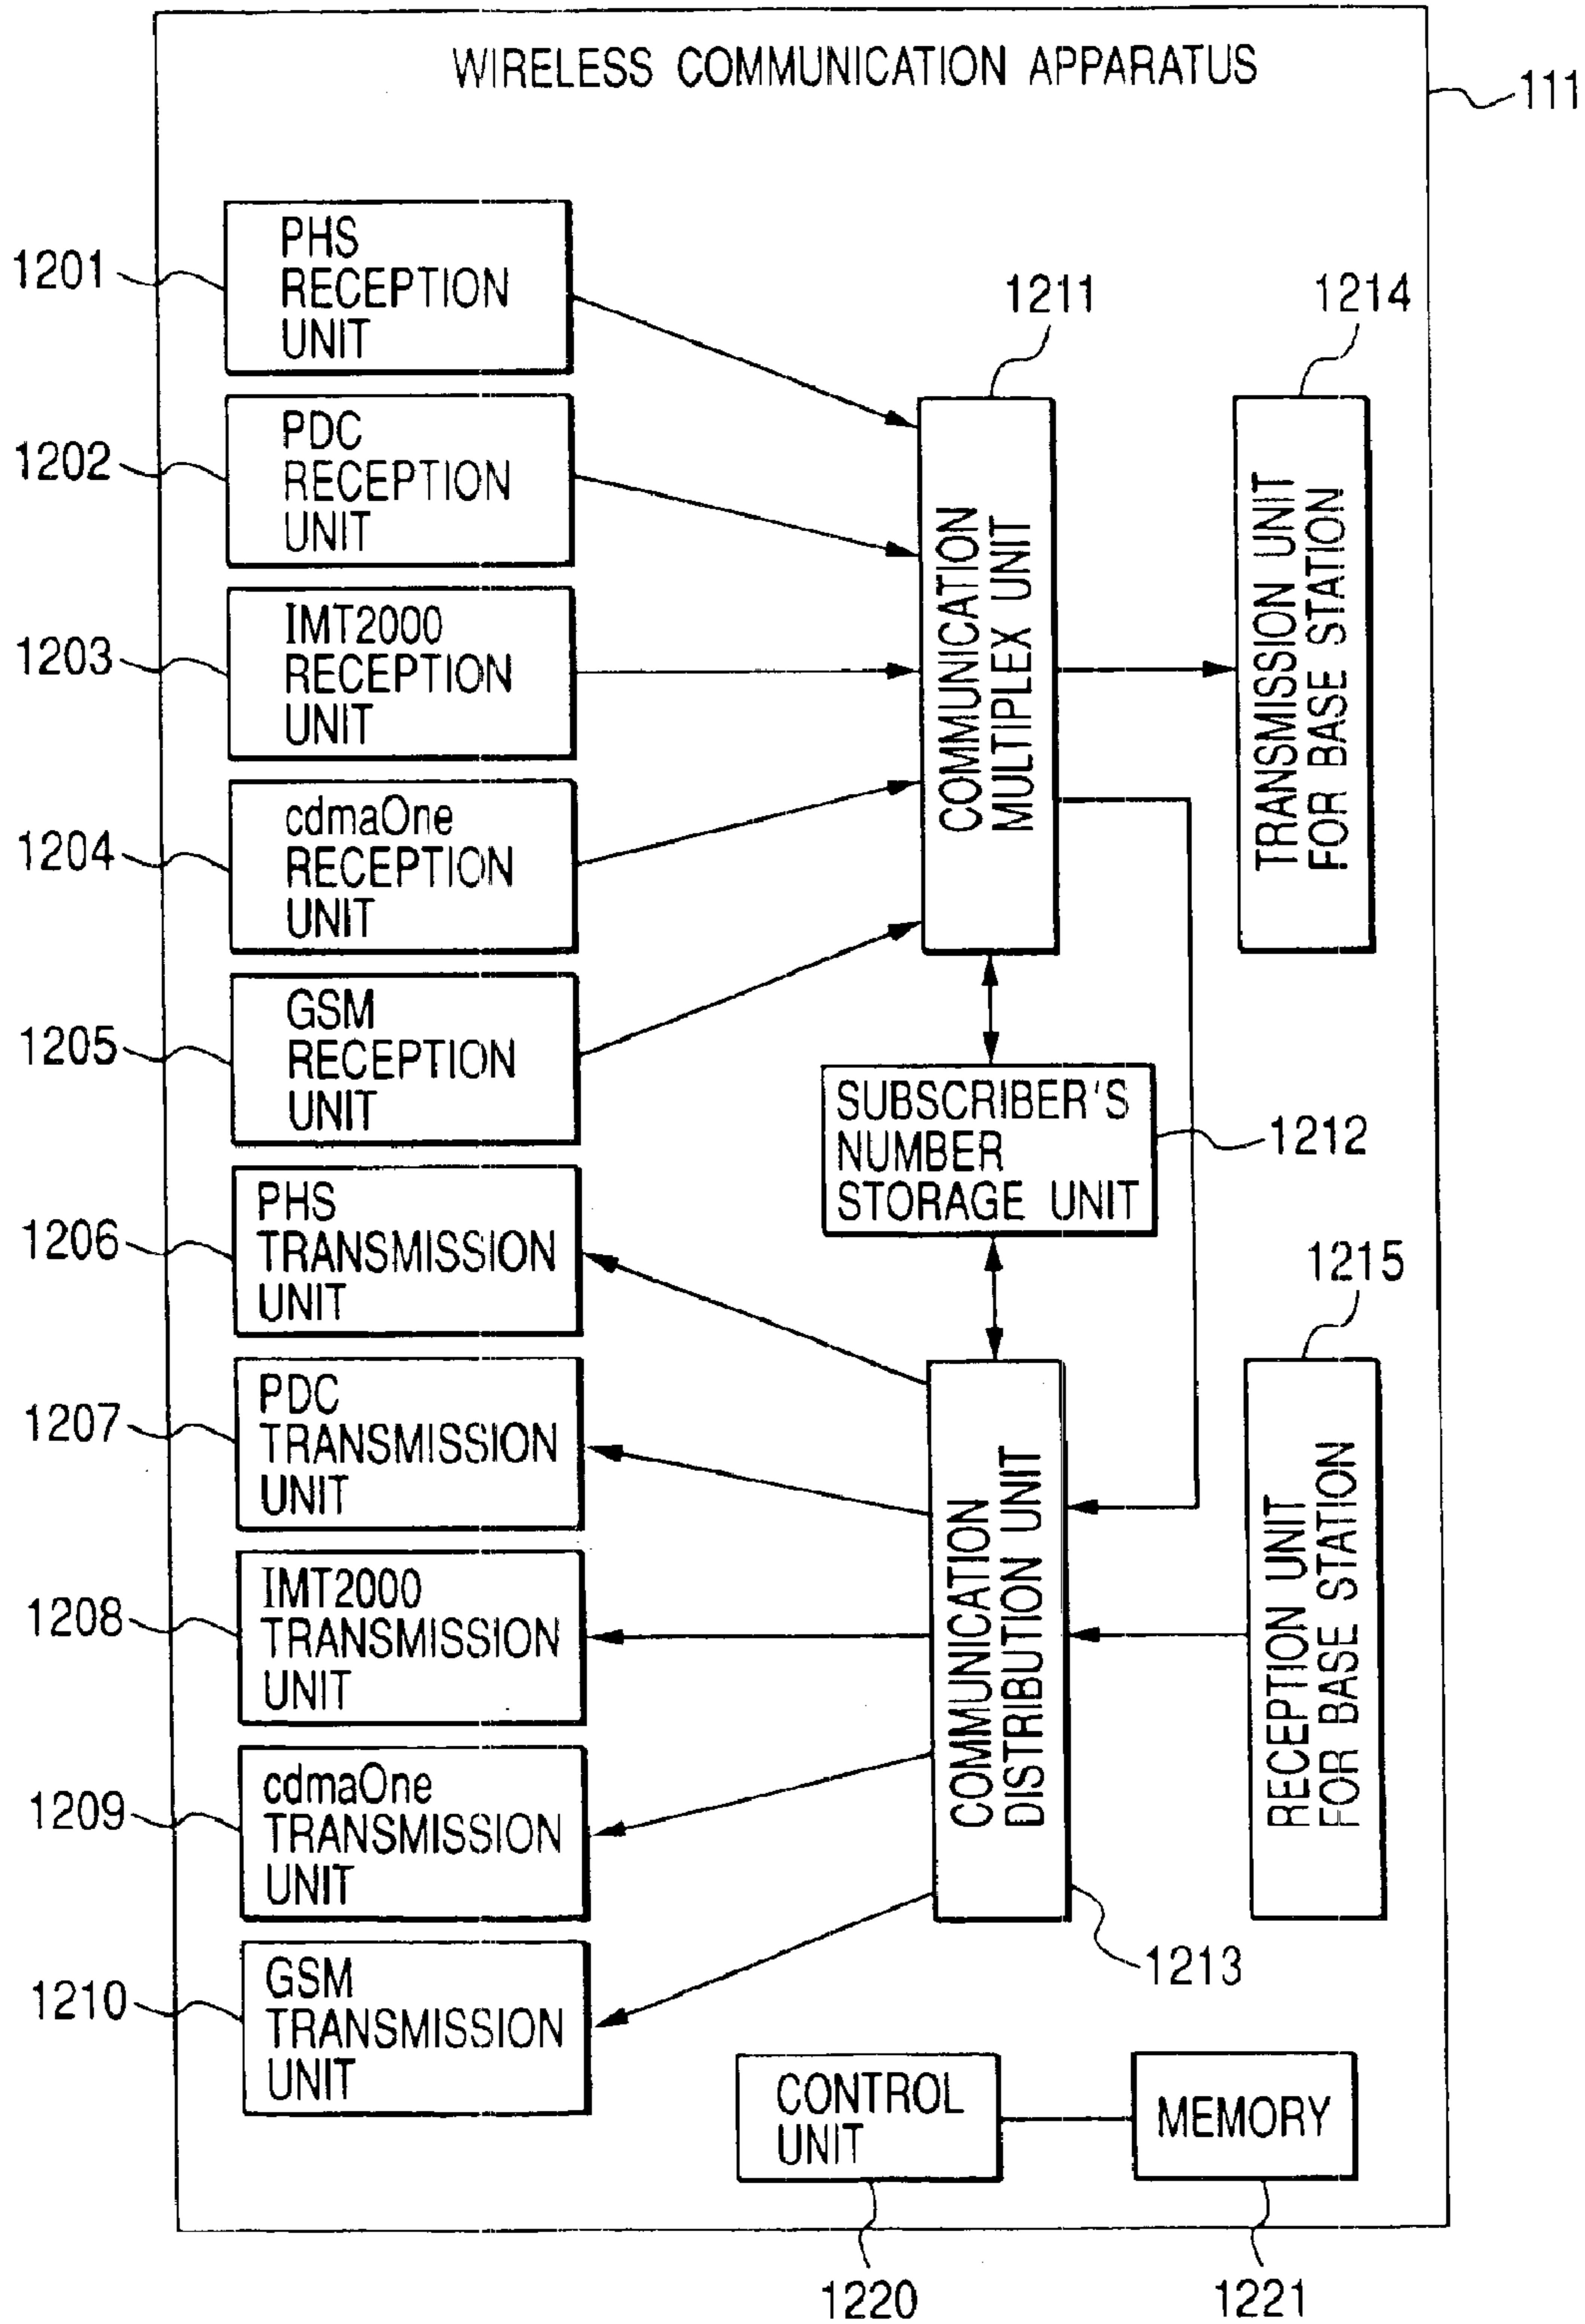 WIRELESS COMMUNICATION APPARATUS
111
1201
PHS
RECEPTION
UNIT
1202
PDC
RECEPTION
UNIT
1203
IMT2000
RECEPTION
UNIT
1204
cdmaOne
RECEPTION
UNIT
1205
GSM
RECEPTION
UNIT
1206
PHS
TRANSMISSION
UNIT
1207
PDC
TRANSMISSION
UNIT
1208
IMT2000
TRANSMISSION
UNIT
1209
cdmaOne
TRANSMISSION
UNIT
1210
GSM
TRANSMISSION
UNIT
1211
COMMUNICATION
MULTIPLEX UNIT
1214
TRANSMISSION UNIT
FOR BASE STATION
SUBSCRIBER'S
NUMBER
STORAGE UNIT
1212
COMMUNICATION
DISTRIBUTION UNIT
1213
1215
RECEPTION UNIT
FOR BASE STATION
CONTROL
UNIT
1220
MEMORY
1221